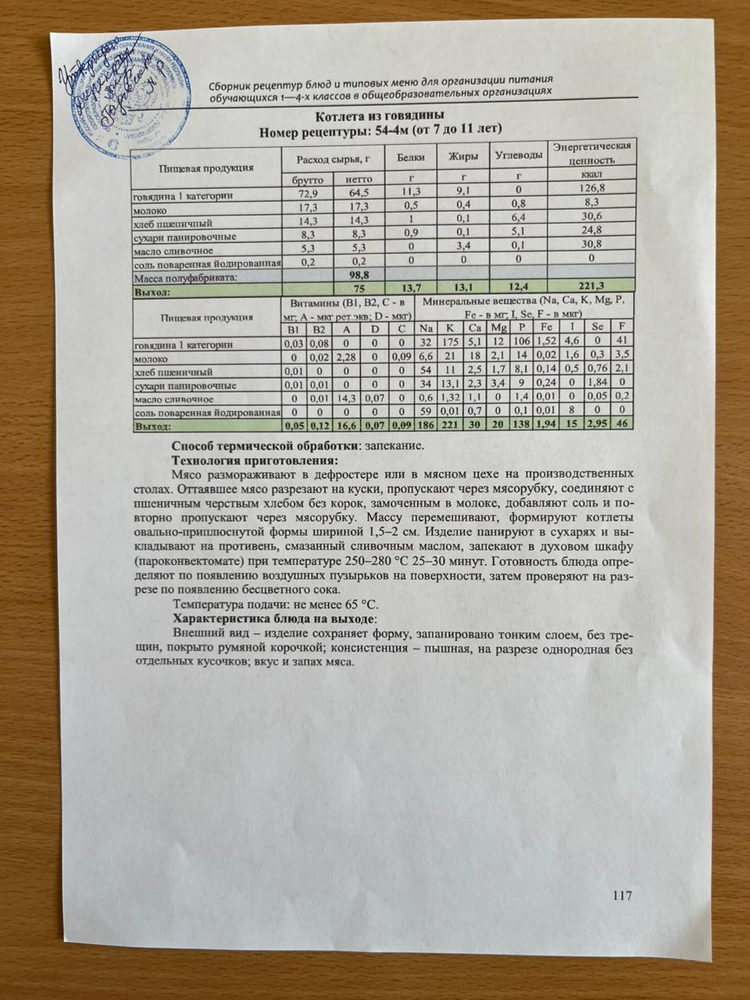 Утверждаю
Сборник рецептур блюд и типовых меню для организации питания
обучающихся 1—4-х классов в общеобразовательных организациях
Котлета из говядины
Номер рецептуры: 54-4м (от 7 до 11 лет)
Пищевая продукция Расход сырья, г Белки Жиры Углеводы Энергетическая ценность
брутто нетто г г г ккал
говядина 1 категории 72,9 64,5 11,3 9,1 0 126,8
молоко 17,3 17,3 0,5 0,4 0,8 8,3
хлеб пшеничный 14,3 14,3 1 0,1 6,4 30,6
сухари панировочные 8,3 8,3 0,9 0,1 5,1 24,8
масло сливочное 5,3 5,3 0 3,4 0,1 30,8
соль поваренная йодированная 0,2 0,2 0 0 0 0
Масса полуфабриката: 98,8
Выход: 75 13,7 13,1 12,4 221,3
Пищевая продукция Витамины (B1, B2, C - в мг; A - мкг рет.экв; D - мкг) Минеральные вещества (Na, Ca, K, Mg, P, Fe - в мг; I, Se, F - в мкг)
B1 B2 A D C Na K Ca Mg P Fe I Se F
говядина 1 категории 0,03 0,08 0 0 0 32 175 5,1 12 106 1,52 4,6 0 41
молоко 0 0,02 2,28 0 0,09 6,6 21 18 2,1 14 0,02 1,6 0,3 3,5
хлеб пшеничный 0,01 0 0 0 0 54 11 2,5 1,7 8,1 0,14 0,5 0,76 2,1
сухари панировочные 0,01 0,01 0 0 0 34 13,1 2,3 3,4 9 0,24 0 1,84 0
масло сливочное 0 0,01 14,3 0,07 0 0,6 1,32 1,1 0 1,4 0,01 0 0,05 0,2
соль поваренная йодированная 0 0 0 0 0 59 0,01 0,7 0 0,1 0,01 8 0 0
Выход: 0,05 0,12 16,6 0,07 0,09 186 221 30 20 138 1,94 15 2,95 46
Способ термической обработки: запекание.
Технология приготовления:
Мясо размораживают в дефростере или в мясном цехе на производственных
столах. Оттаявшее мясо разрезают на куски, пропускают через мясорубку, соединяют с
пшеничным черствым хлебом без корок, замоченным в молоке, добавляют соль и по-
вторно пропускают через мясорубку. Массу перемешивают, формируют котлеты
овально-приплюснутой формы шириной 1,5–2 см. Изделие панируют в сухарях и вы-
кладывают на противень, смазанный сливочным маслом, запекают в духовом шкафу
(пароконвектомате) при температуре 250–280 °С 25–30 минут. Готовность блюда опре-
деляют по появлению воздушных пузырьков на поверхности, затем проверяют на раз-
резе по появлению бесцветного сока.
Температура подачи: не менее 65 °С.
Характеристика блюда на выходе:
Внешний вид – изделие сохраняет форму, запанировано тонким слоем, без тре-
щин, покрыто румяной корочкой; консистенция – пышная, на разрезе однородная без
отдельных кусочков; вкус и запах мяса.
117